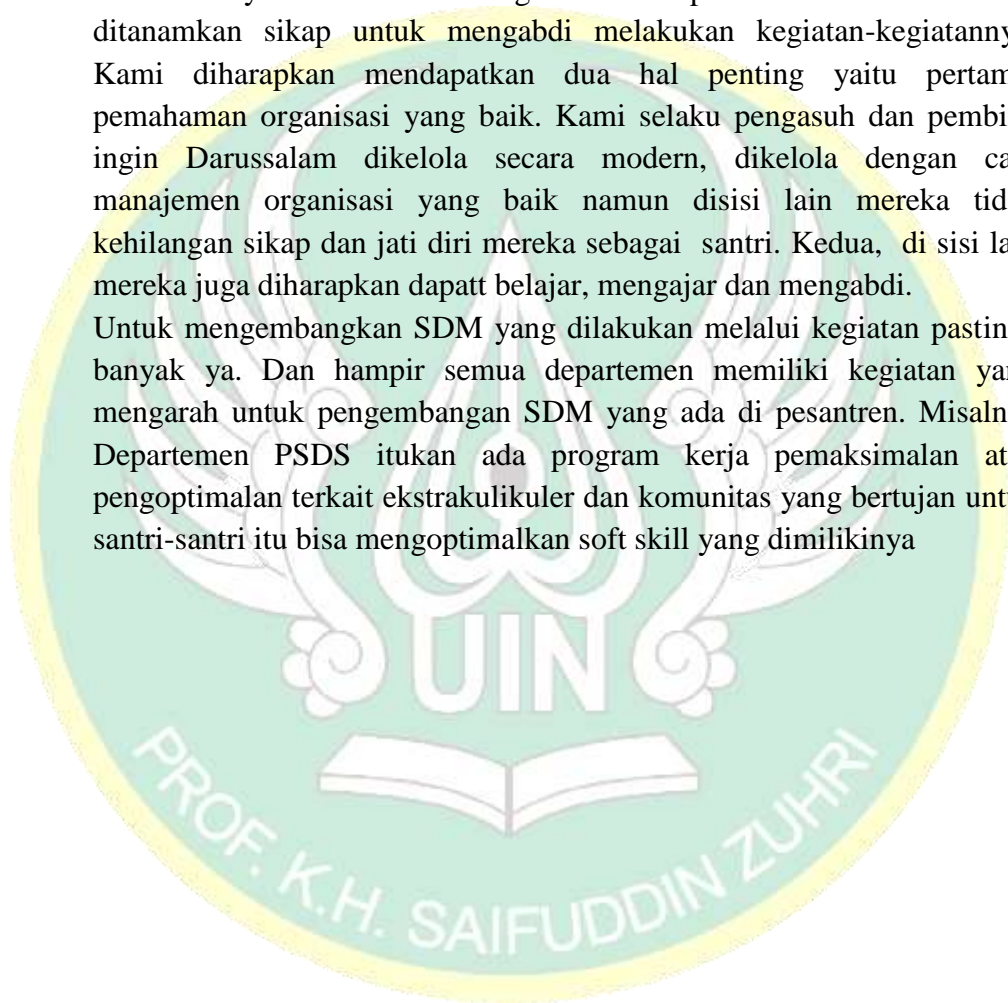 ditanamkan sikap untuk mengabdi melakukan kegiatan-kegiatanny
Kami diharapkan mendapatkan dua hal penting yaitu pertam
pemahaman organisasi yang baik. Kami selaku pengasuh dan pembi
ingin Darussalam dikelola secara modern, dikelola dengan ca
manajemen organisasi yang baik namun disisi lain mereka tid
kehilangan sikap dan jati diri mereka sebagai santri. Kedua, di sisi la
mereka juga diharapkan dapatt belajar, mengajar dan mengabdi.
Untuk mengembangkan SDM yang dilakukan melalui kegiatan pastin
banyak ya. Dan hampir semua departemen memiliki kegiatan yan
mengarah untuk pengembangan SDM yang ada di pesantren. Misaln
Departemen PSDS itukan ada program kerja pemaksimalan at
pengoptimalan terkait ekstrakulikuler dan komunitas yang bertujan untu
santri-santri itu bisa mengoptimalkan soft skill yang dimilikinya
UIN
PROF. K.H. SAIFUDDIN ZUHRI